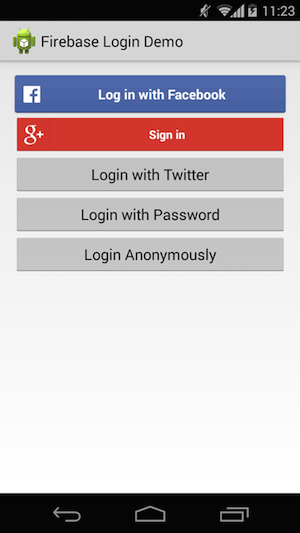 11:23
Firebase Login Demo
Log in with Facebook
g+ Sign in
Login with Twitter
Login with Password
Login Anonymously